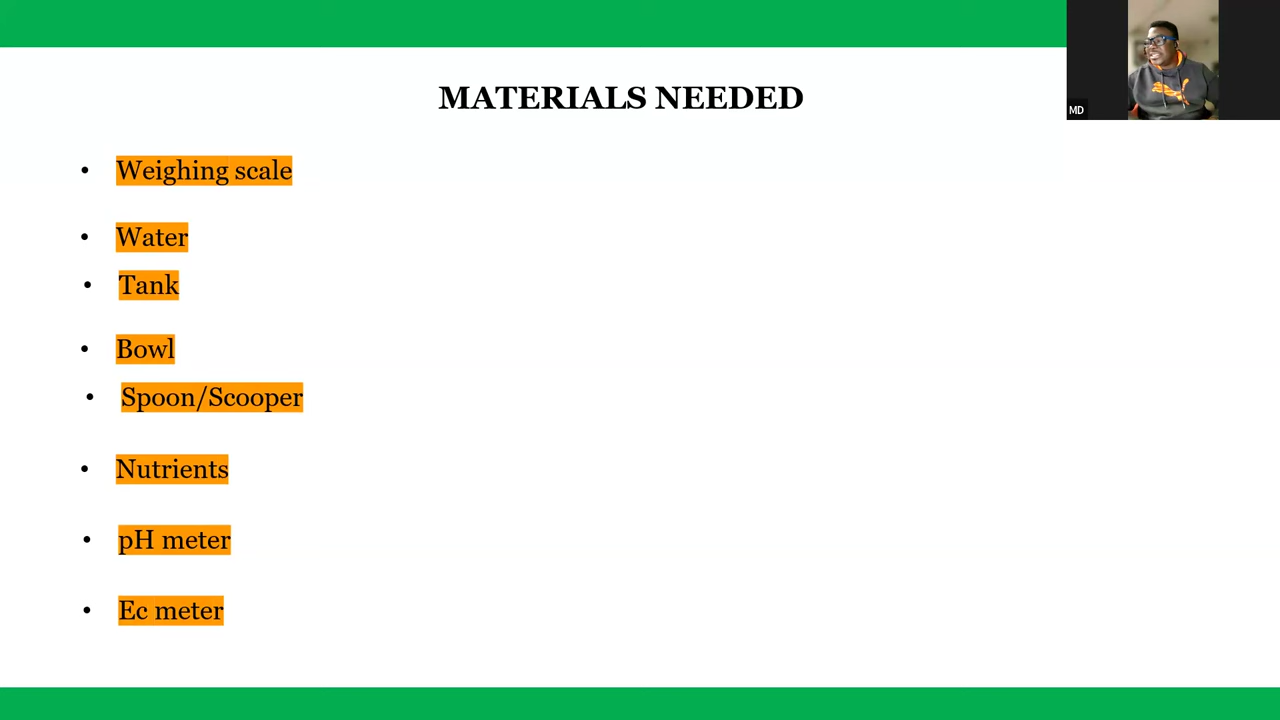 MATERIALS NEEDED
MD
• Weighing scale
• Water
• Tank
• Bowl
• Spoon/Scooper
• Nutrients
• pH meter
• Ec meter